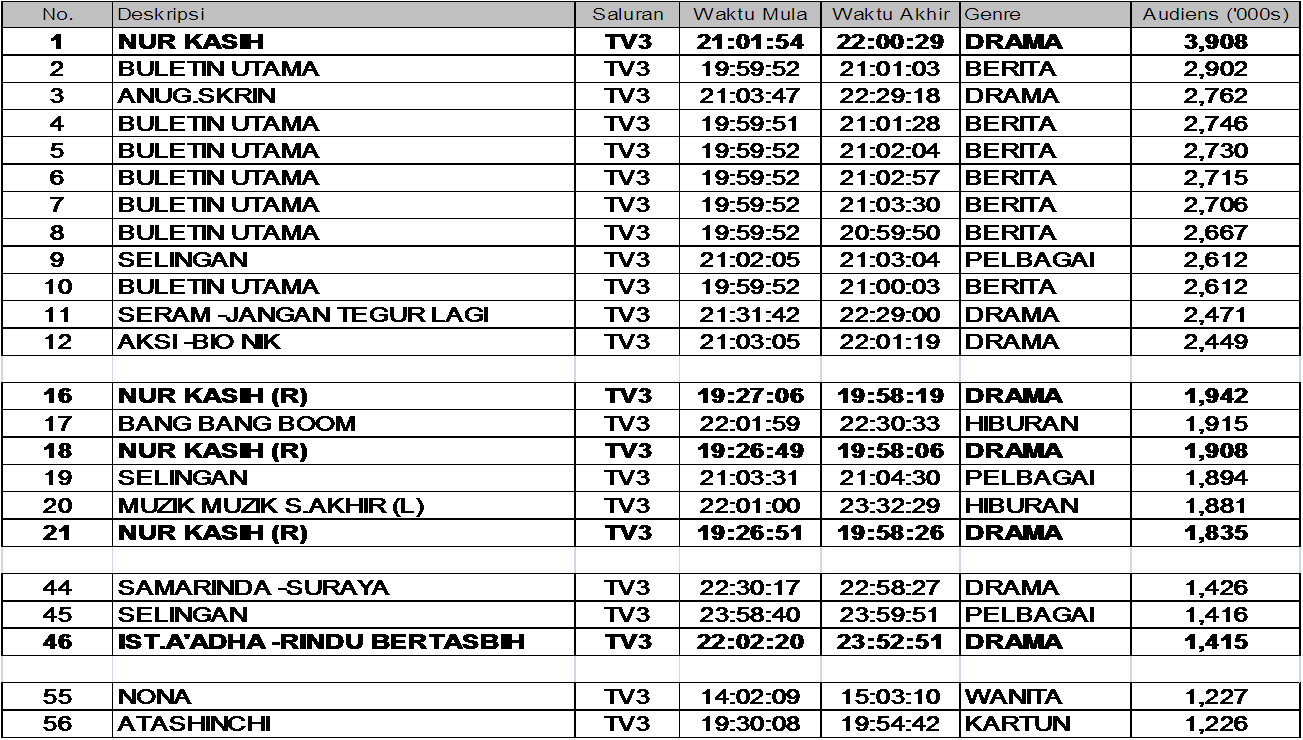 No. Deskripsi Saluran Waktu Mula Waktu Akhir Genre Audiens ('000s)
1 NUR KASIH TV3 21:01:54 22:00:29 DRAMA 3,908
2 BULETIN UTAMA TV3 19:59:52 21:01:03 BERITA 2,902
3 ANUG.SKRIN TV3 21:03:47 22:29:18 DRAMA 2,762
4 BULETIN UTAMA TV3 19:59:51 21:01:28 BERITA 2,746
5 BULETIN UTAMA TV3 19:59:52 21:02:04 BERITA 2,730
6 BULETIN UTAMA TV3 19:59:52 21:02:57 BERITA 2,715
7 BULETIN UTAMA TV3 19:59:52 21:03:30 BERITA 2,706
8 BULETIN UTAMA TV3 19:59:52 20:59:50 BERITA 2,667
9 SELINGAN TV3 21:02:05 21:03:04 PELBAGAI 2,612
10 BULETIN UTAMA TV3 19:59:52 21:00:03 BERITA 2,612
11 SERAM -JANGAN TEGUR LAGI TV3 21:31:42 22:29:00 DRAMA 2,471
12 AKSI -BIO NIK TV3 21:03:05 22:01:19 DRAMA 2,449
16 NUR KASIH (R) TV3 19:27:06 19:58:19 DRAMA 1,942
17 BANG BANG BOOM TV3 22:01:59 22:30:33 HIBURAN 1,915
18 NUR KASIH (R) TV3 19:26:49 19:58:06 DRAMA 1,908
19 SELINGAN TV3 21:03:31 21:04:30 PELBAGAI 1,894
20 MUZIK MUZIK S.AKHIR (L) TV3 22:01:00 23:32:29 HIBURAN 1,881
21 NUR KASIH (R) TV3 19:26:51 19:58:26 DRAMA 1,835
44 SAMARINDA -SURAYA TV3 22:30:17 22:58:27 DRAMA 1,426
45 SELINGAN TV3 23:58:40 23:59:51 PELBAGAI 1,416
46 IST.A'ADHA -RINDU BERTASBIH TV3 22:02:20 23:52:51 DRAMA 1,415
55 NONA TV3 14:02:09 15:03:10 WANITA 1,227
56 ATASHINCHI TV3 19:30:08 19:54:42 KARTUN 1,226